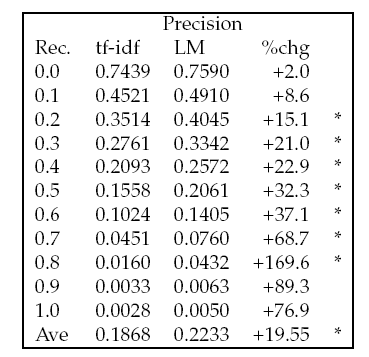 Precision
Rec. tf-idf LM %chg
0.0 0.7439 0.7590 +2.0
0.1 0.4521 0.4910 +8.6
0.2 0.3514 0.4045 +15.1 *
0.3 0.2761 0.3342 +21.0 *
0.4 0.2093 0.2572 +22.9 *
0.5 0.1558 0.2061 +32.3 *
0.6 0.1024 0.1405 +37.1 *
0.7 0.0451 0.0760 +68.7 *
0.8 0.0160 0.0432 +169.6 *
0.9 0.0033 0.0063 +89.3
1.0 0.0028 0.0050 +76.9
Ave 0.1868 0.2233 +19.55 *